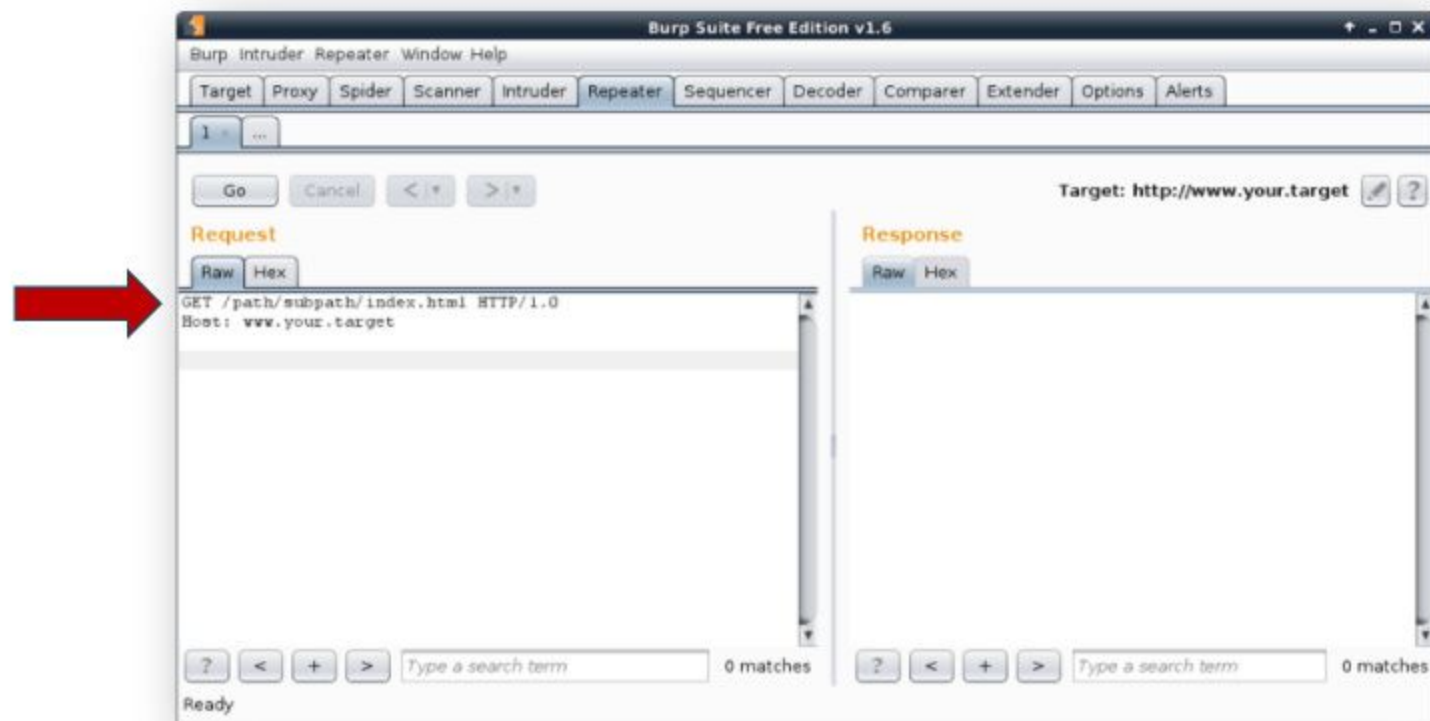 Burp Suite Free Edition v1.6
Burp Intruder Repeater Window Help
Target Proxy Spider Scanner Intruder Repeater Sequencer Decoder Comparer Extender Options Alerts
1 × ...
Go Cancel < > Target: http://www.your.target ?
Request Response
Raw Hex Raw Hex
GET /path/subpath/index.html HTTP/1.0
Host: www.your.target
? < + > Type a search term 0 matches ? < + > Type a search term 0 matches
Ready